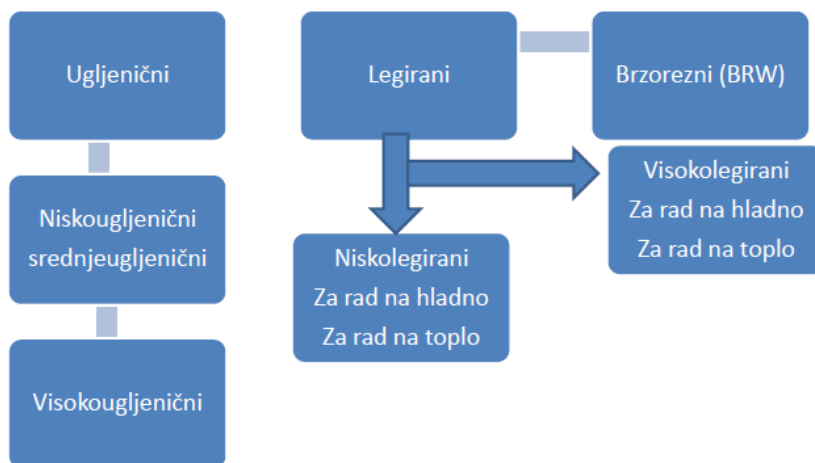 Ugljenični
Legirani
Brzorezni (BRW)
Niskougljenični
srednjeugljenični
Visokolegirani
Za rad na hladno
Za rad na toplo
Niskolegirani
Za rad na hladno
Za rad na toplo
Visokougljenični